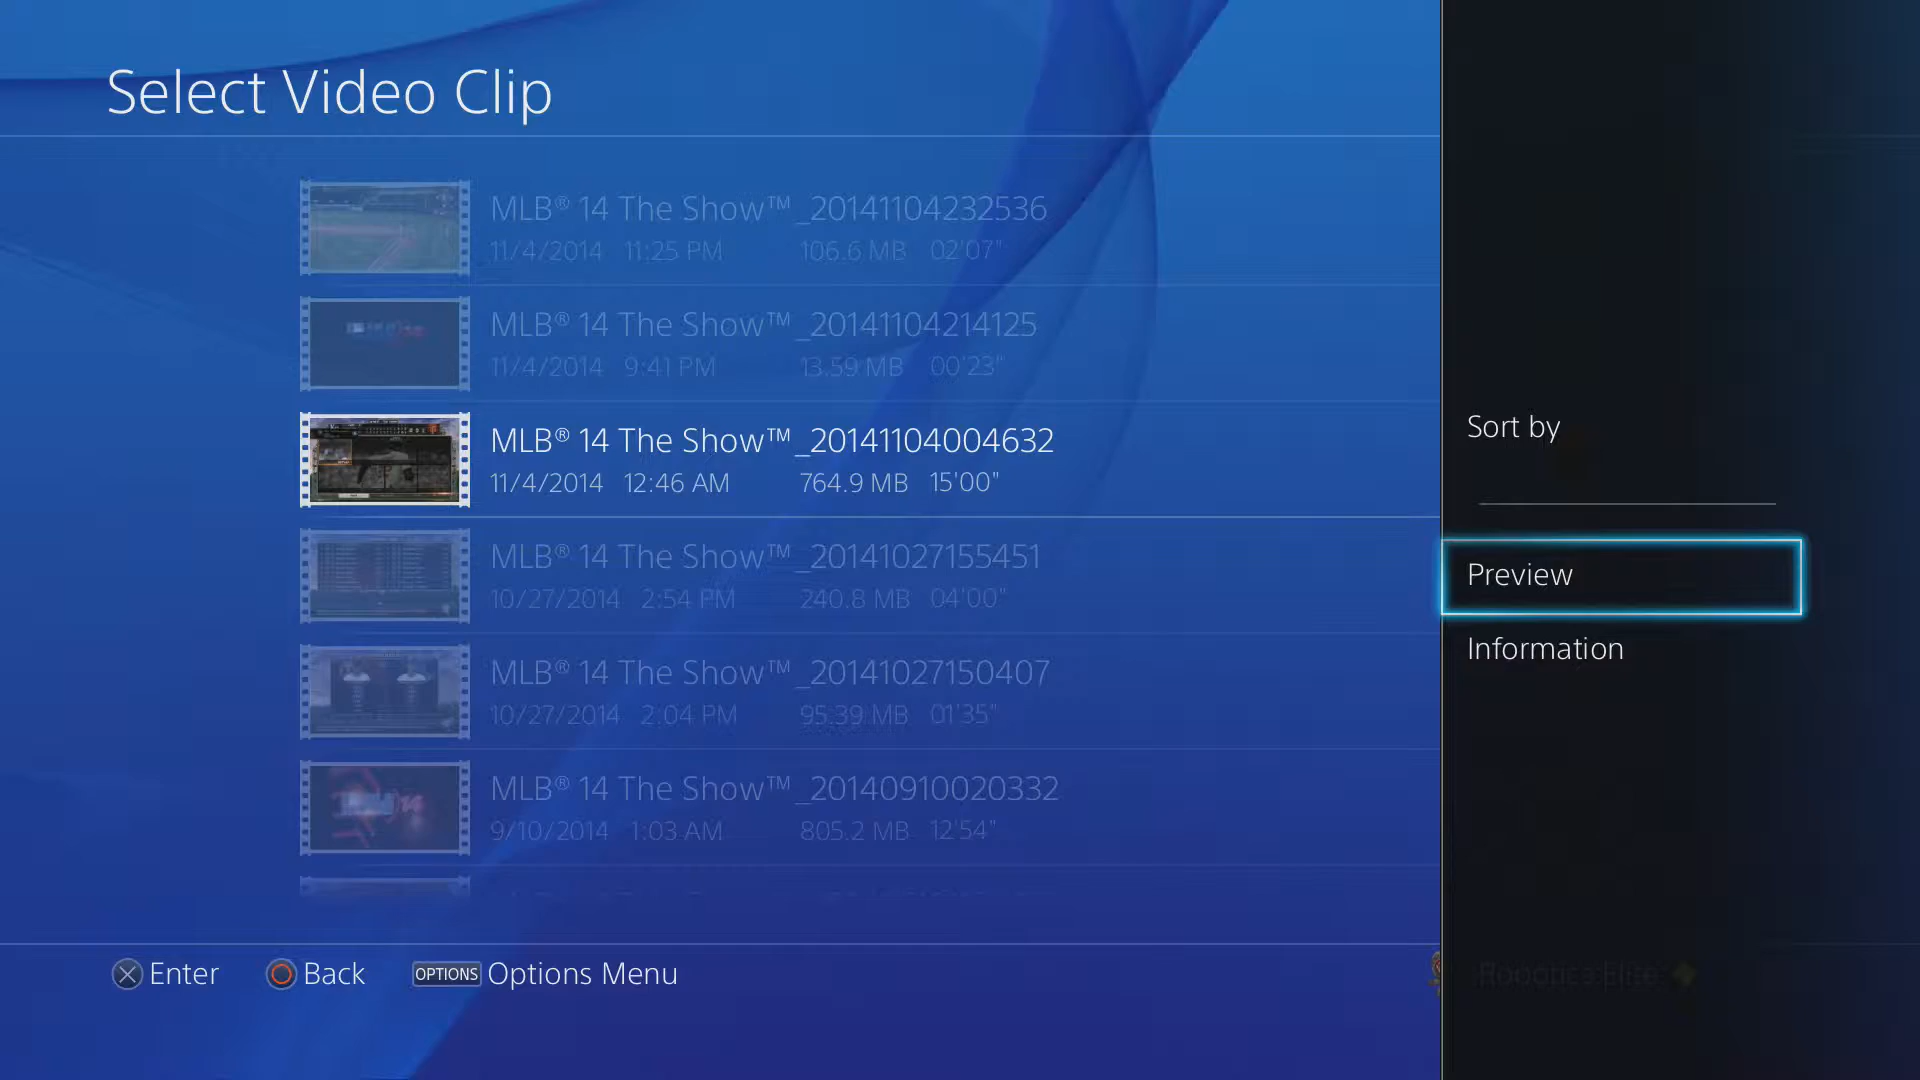 Select Video Clip
MLB® 14 The Show™_20141104232536
11/4/2014 11:25 PM 106.6 MB 02'07"
MLB® 14 The Show™_20141104214125
11/4/2014 9:41 PM 13.59 MB 00'23"
MLB® 14 The Show™_20141104004632
11/4/2014 12:46 AM 764.9 MB 15'00"
MLB® 14 The Show™_20141027155451
10/27/2014 2:54 PM 240.8 MB 04'00"
MLB® 14 The Show™_20141027150407
10/27/2014 2:04 PM 95.39 MB 01'35"
MLB® 14 The Show™_20140910020332
9/10/2014 1:03 AM 805.2 MB 12'54"
Sort by
Preview
Information
Enter Back OPTIONS Options Menu